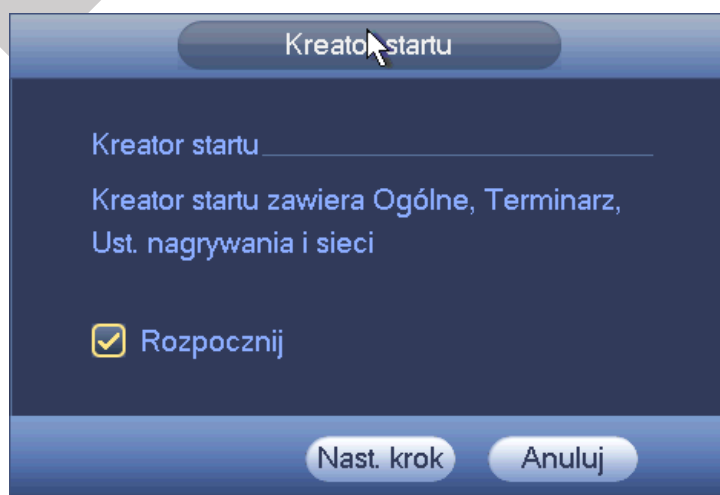 Kreator startu
Kreator startu
Kreator startu zawiera Ogólne, Terminarz,
Ust. nagrywania i sieci
Rozpocznij
Nast. krok Anuluj